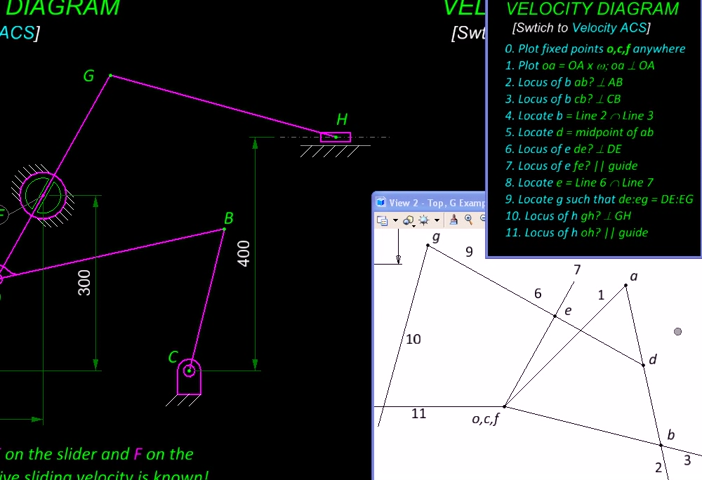 DIAGRAM
ACS]
G
H
B
400
300
C
on the slider and F on the
ive sliding velocity is known!
VEL
[Swt
VELOCITY DIAGRAM
[Swtich to Velocity ACS]
0. Plot fixed points o,c,f anywhere
1. Plot oa = OA x ω; oa ⊥ OA
2. Locus of b ab? ⊥ AB
3. Locus of b cb? ⊥ CB
4. Locate b = Line 2 ∩ Line 3
5. Locate d = midpoint of ab
6. Locus of e de? ⊥ DE
7. Locus of e fe? || guide
8. Locate e = Line 6 ∩ Line 7
9. Locate g such that de:eg = DE:EG
10. Locus of h gh? ⊥ GH
11. Locus of h oh? || guide
View 2 - Top, G Examp
g
9
7
a
6
1
e
10
d
11
o,c,f
b
3
2